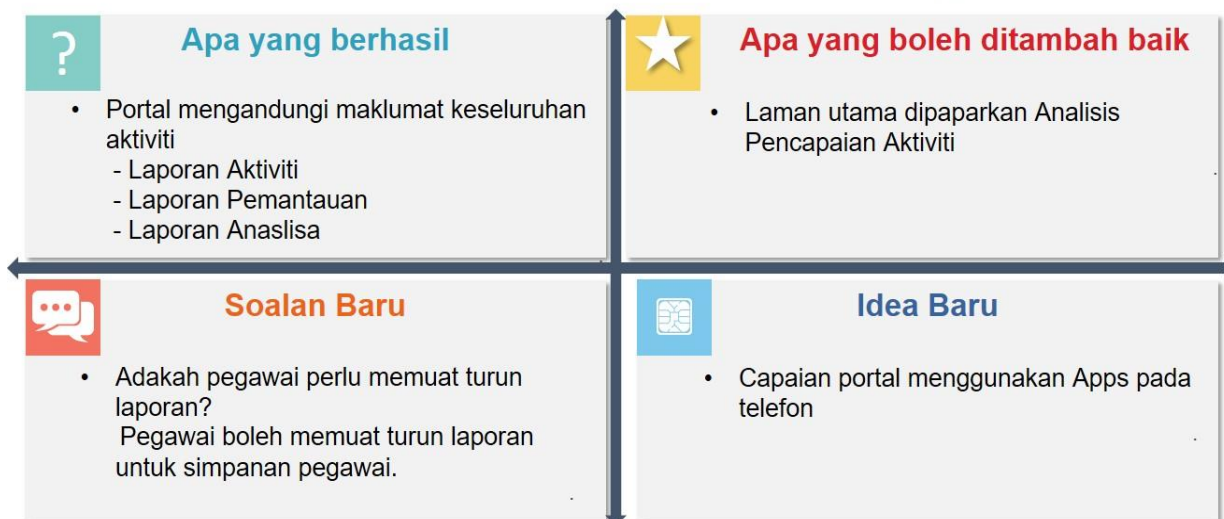 ?
Apa yang berhasil
• Portal mengandungi maklumat keseluruhan
aktiviti
- Laporan Aktiviti
- Laporan Pemantauan
- Laporan Anaslisa
Apa yang boleh ditambah baik
• Laman utama dipaparkan Analisis
Pencapaian Aktiviti
Soalan Baru
• Adakah pegawai perlu memuat turun
laporan?
Pegawai boleh memuat turun laporan
untuk simpanan pegawai.
Idea Baru
• Capaian portal menggunakan Apps pada
telefon